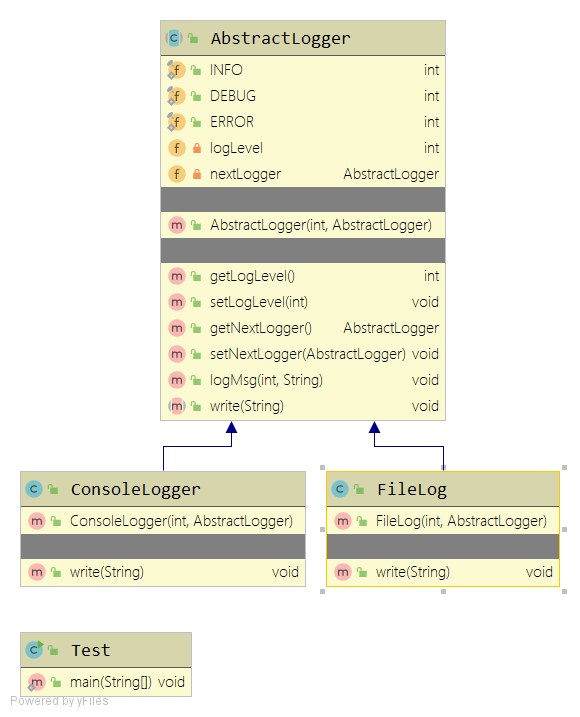 AbstractLogger
INFO int
DEBUG int
ERROR int
logLevel int
nextLogger AbstractLogger
AbstractLogger(int, AbstractLogger)
getLogLevel() int
setLogLevel(int) void
getNextLogger() AbstractLogger
setNextLogger(AbstractLogger) void
logMsg(int, String) void
write(String) void
ConsoleLogger
ConsoleLogger(int, AbstractLogger)
write(String) void
FileLog
FileLog(int, AbstractLogger)
write(String) void
Test
main(String[]) void
Powered by yFiles